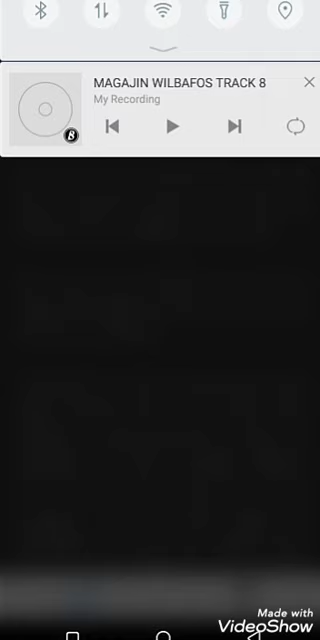 MAGAJIN WILBAFOS TRACK 8
My Recording
8
Made with
VideoShow